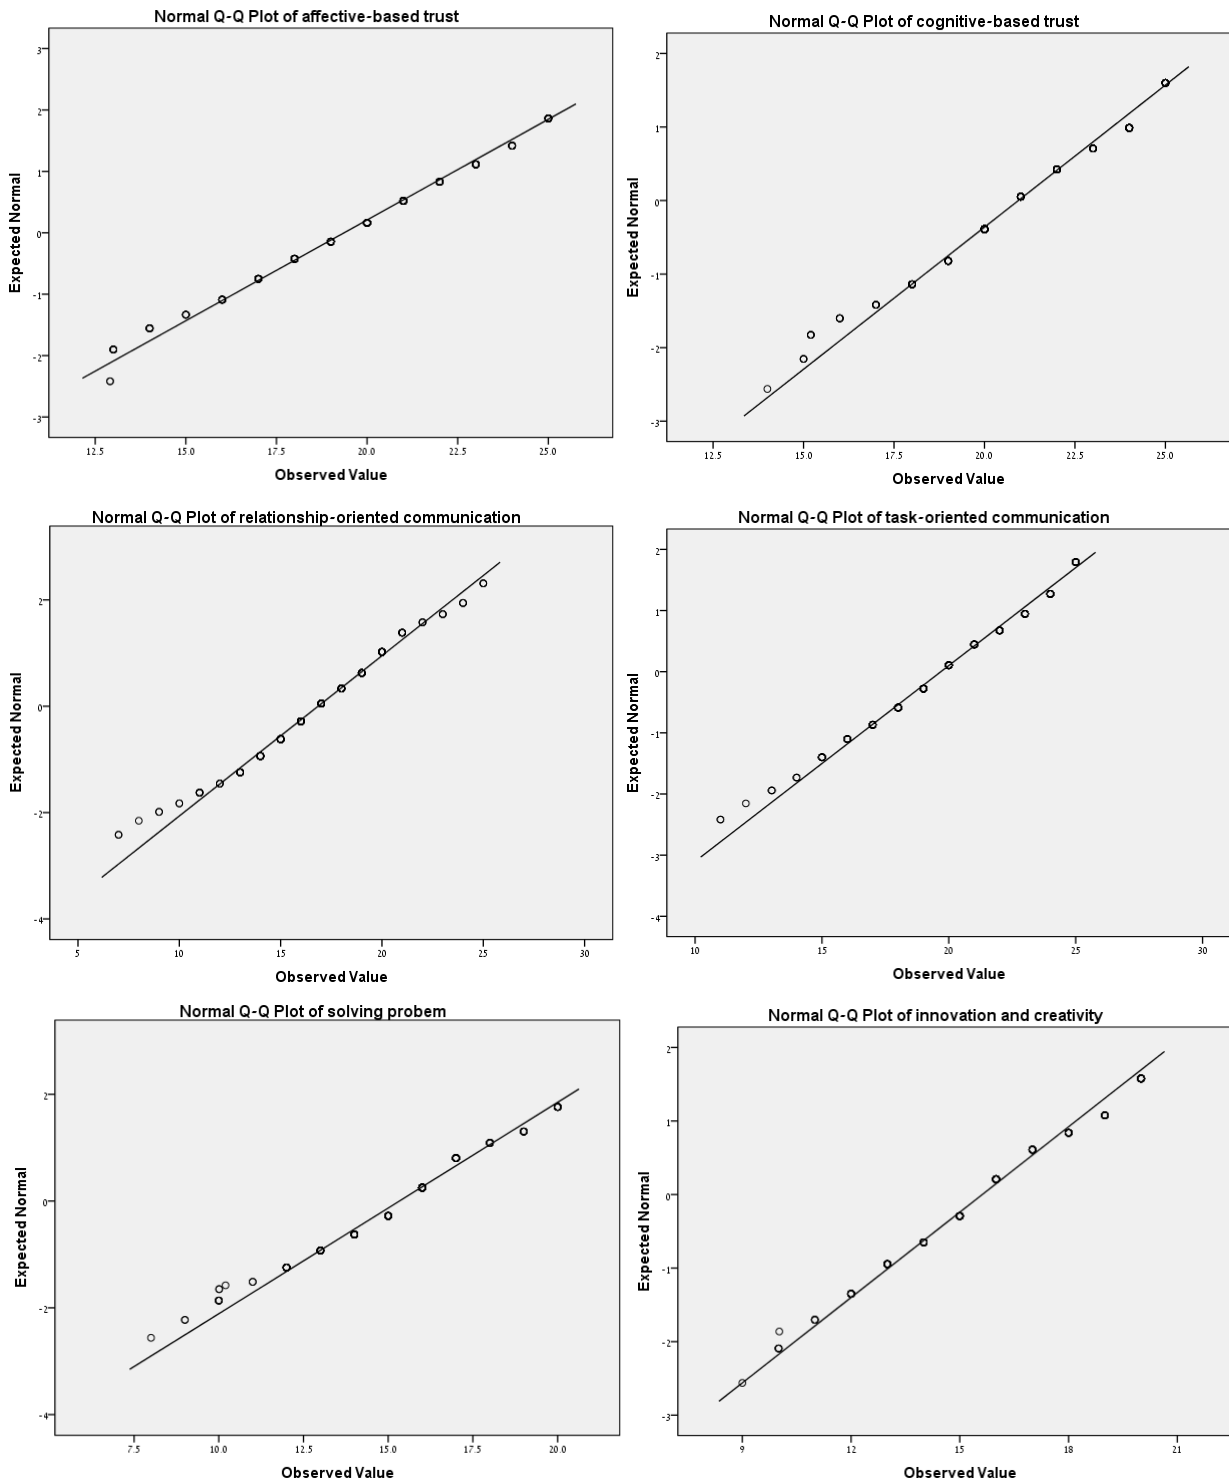 Normal Q-Q Plot of affective-based trust
3
2
1
0
-1
-2
-3
Expected Normal
12.5 15.0 17.5 20.0 22.5 25.0
Observed Value
Normal Q-Q Plot of cognitive-based trust
2
1
0
-1
-2
-3
Expected Normal
12.5 15.0 17.5 20.0 22.5 25.0
Observed Value
Normal Q-Q Plot of relationship-oriented communication
2
0
-2
-4
Expected Normal
5 10 15 20 25 30
Observed Value
Normal Q-Q Plot of task-oriented communication
2
1
0
-1
-2
-3
-4
Expected Normal
10 15 20 25 30
Observed Value
Normal Q-Q Plot of solving probem
2
0
-2
-4
Expected Normal
7.5 10.0 12.5 15.0 17.5 20.0
Observed Value
Normal Q-Q Plot of innovation and creativity
2
1
0
-1
-2
-3
Expected Normal
9 12 15 18 21
Observed Value